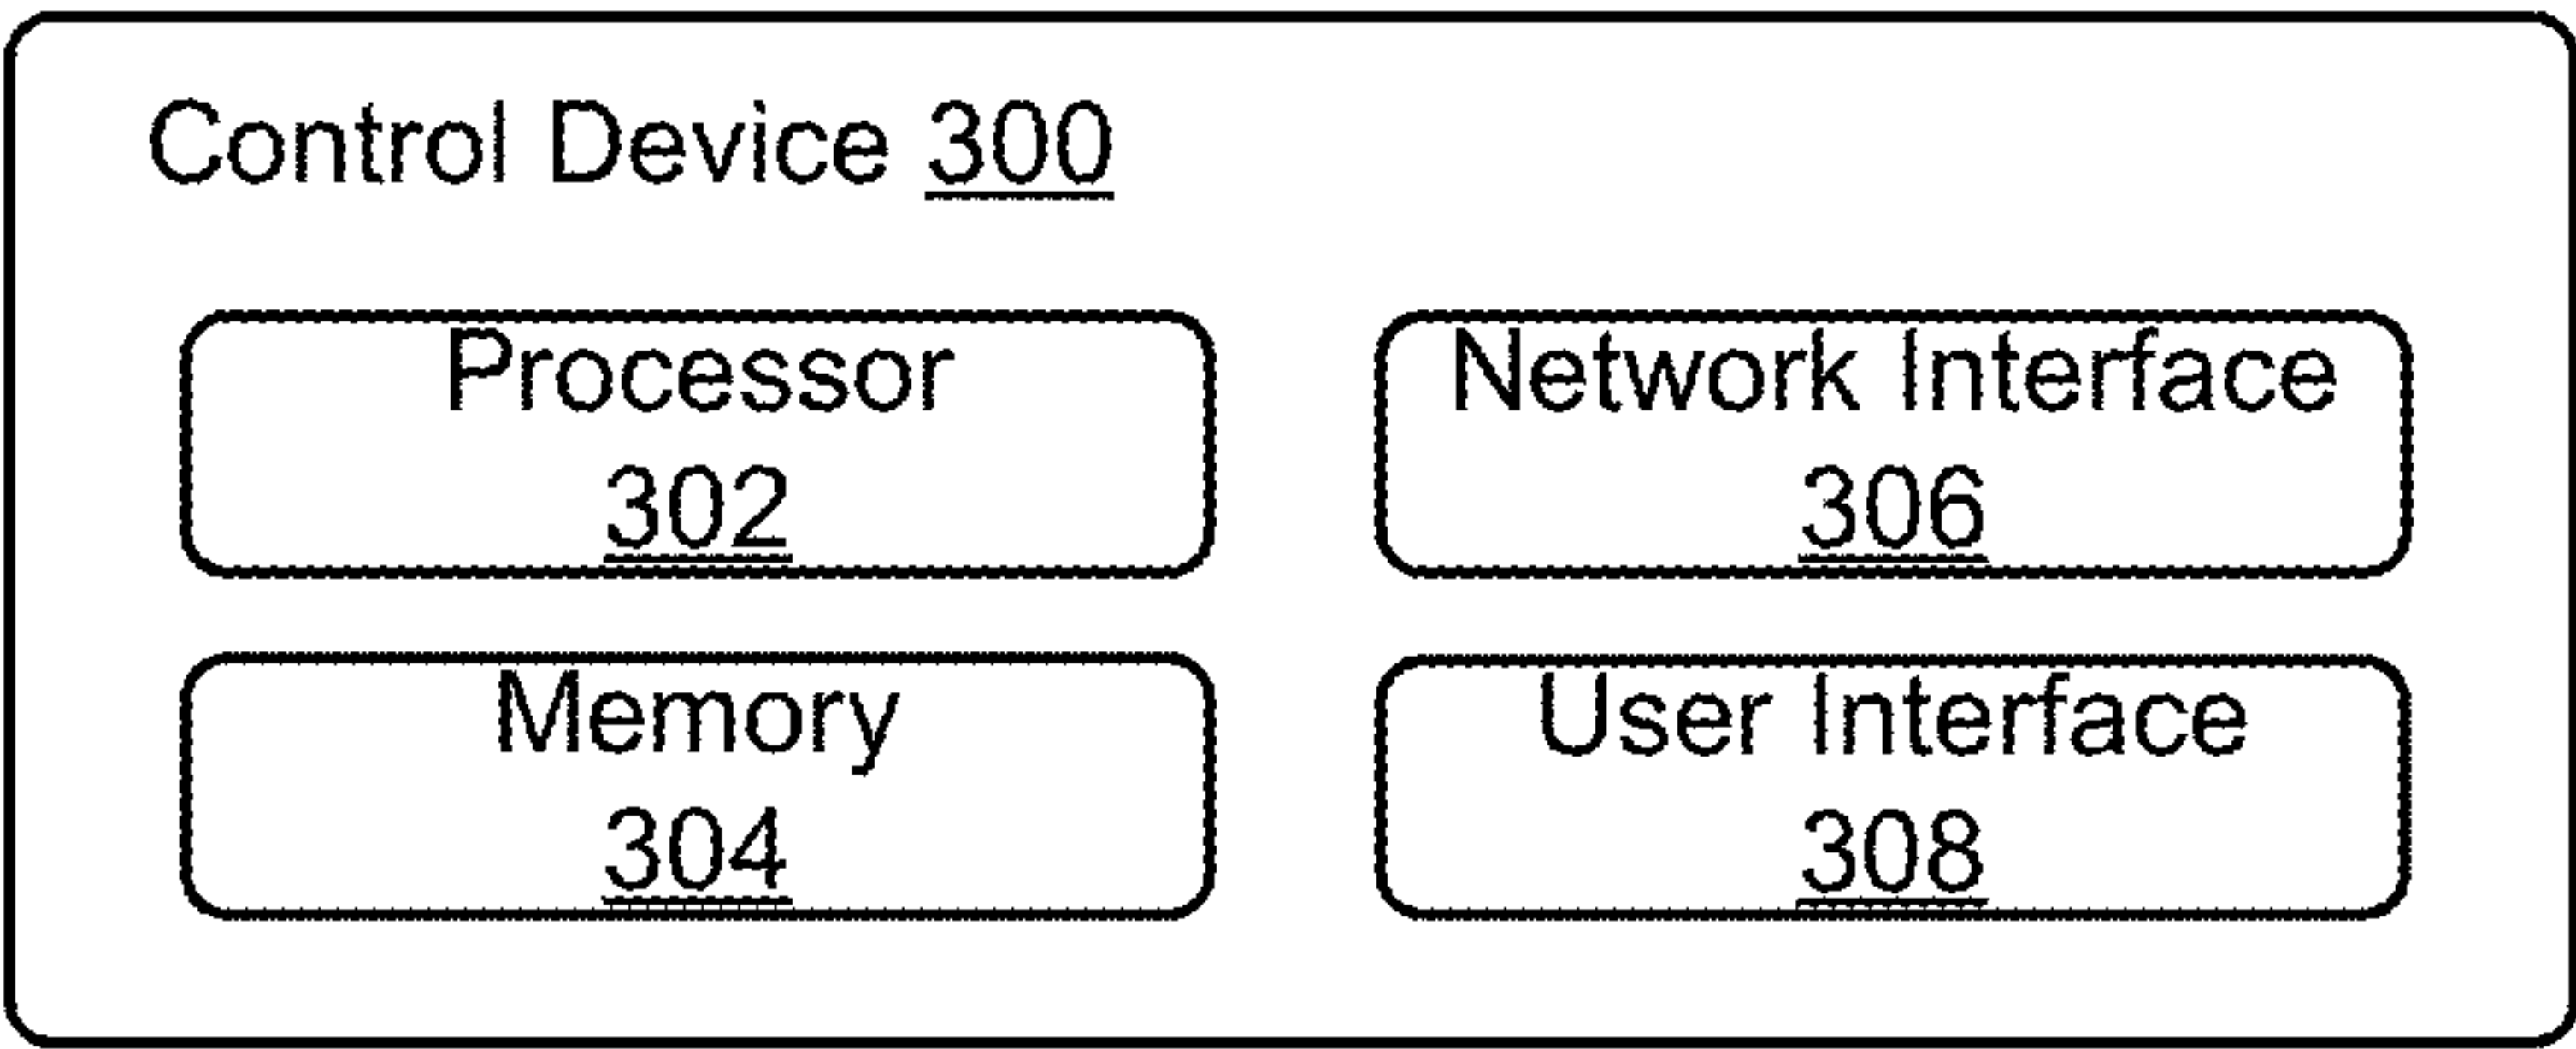 Control Device 300
Processor
302
Network Interface
306
Memory
304
User Interface
308